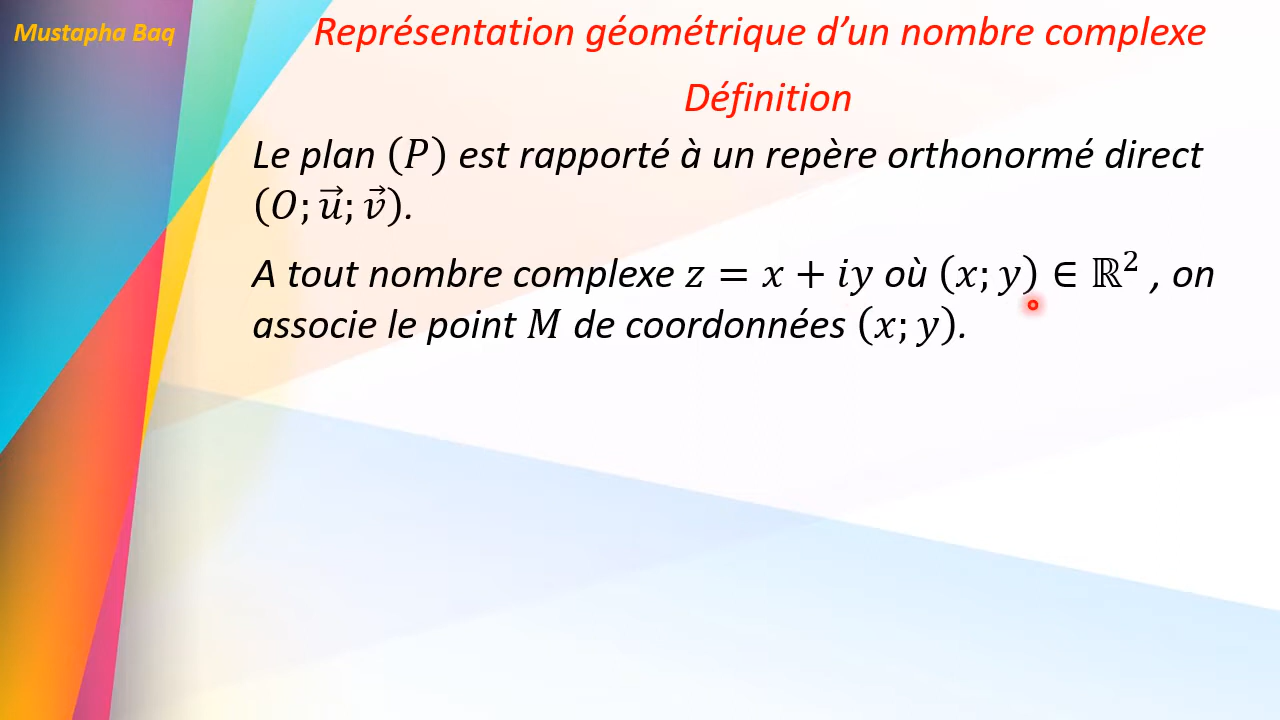 Mustapha Baq
Représentation géométrique d’un nombre complexe
Définition
Le plan (P) est rapporté à un repère orthonormé direct
(O; u⃗; v⃗).
A tout nombre complexe z = x + iy où (x; y) ∈ ℝ² , on
associe le point M de coordonnées (x; y).